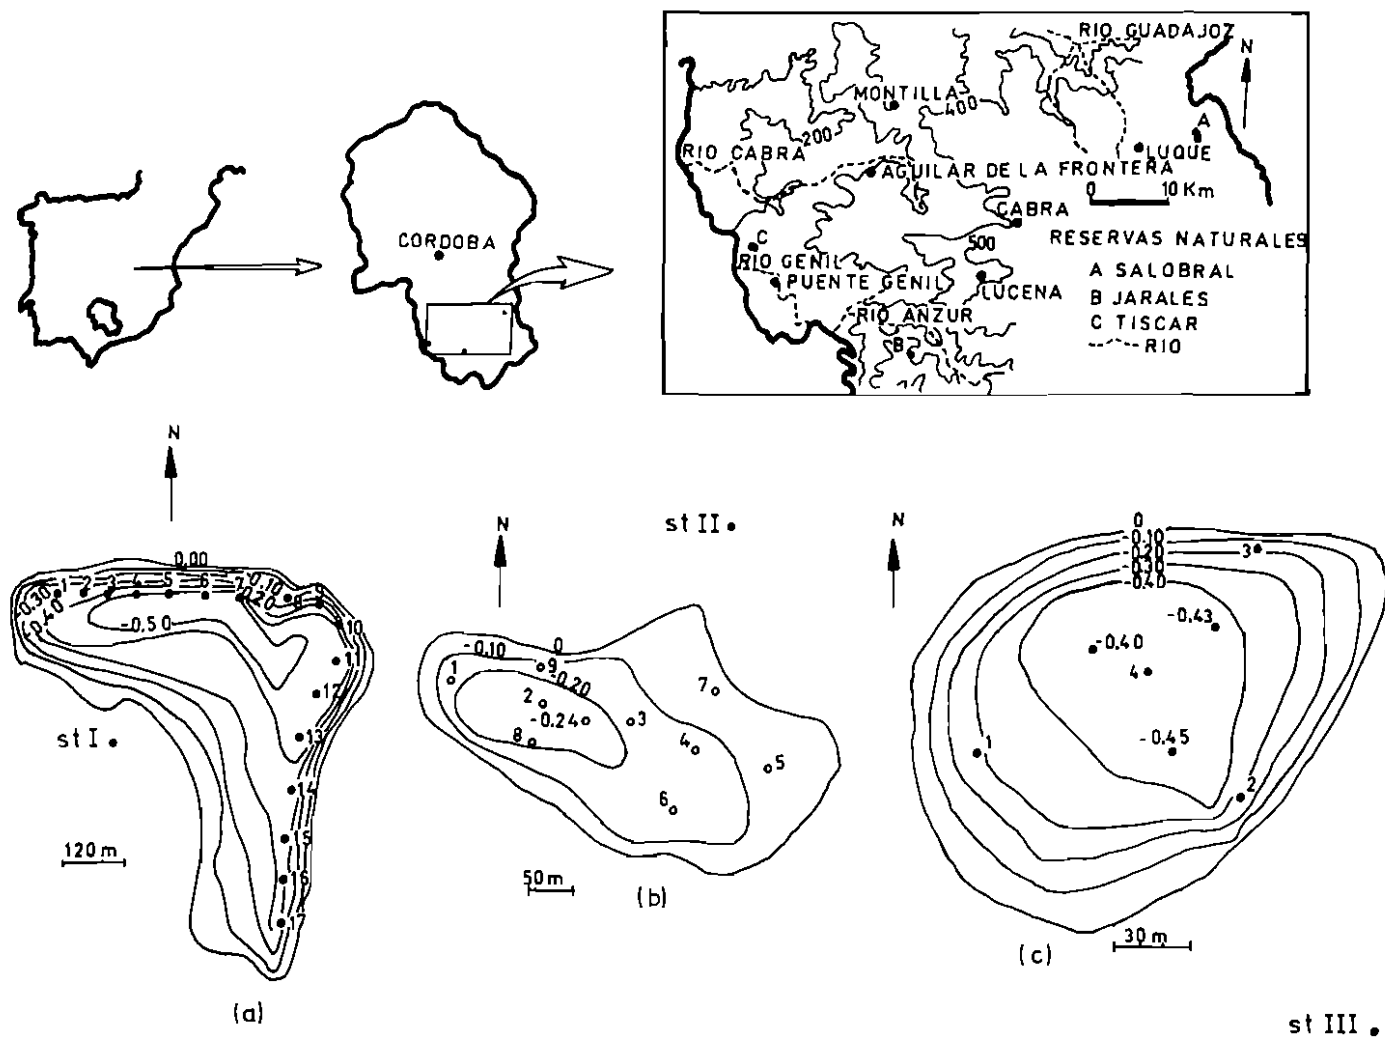 CORDOBA
RIO GUADAJOZ
N
MONTILLA
400
A
200
RIO CABRA
LUQUE
AGUILAR DE LA FRONTERA
0 10 Km
CABRA
C
500
RESERVAS NATURALES
RIO GENIL
A SALOBRAL
PUENTE GENIL
LUCENA
B JARALES
RIO ANZUR
C TISCAR
B
RIO
N
0.00
-0.10
-0.20
-0.30
-0.40
-0.50
1 2 3 4 5 6 7 8 9
10
11
12
13
14
15
16
17
st I
120 m
(a)
N
st II
0
-0.10
-0.20
1
9
2
-0.24
3
8
7
4
5
6
50 m
(b)
N
0
-0.10
-0.20
-0.30
-0.40
3
-0.43
-0.40
4
-0.45
1
2
30 m
(c)
st III